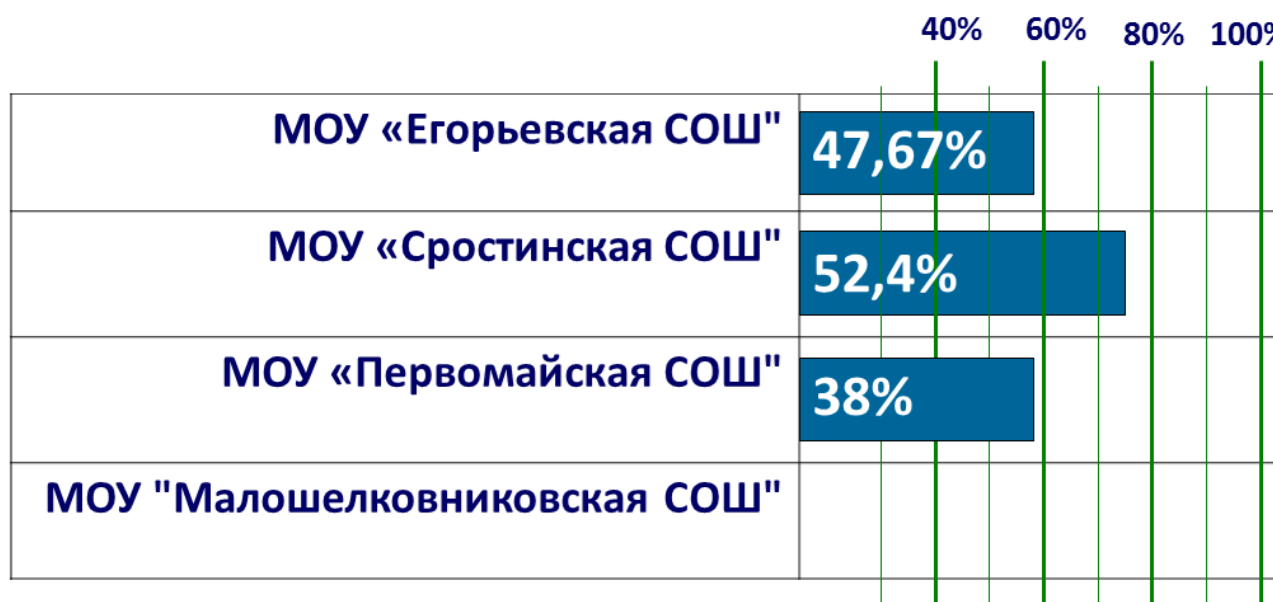 40% 60% 80% 100%
МОУ «Егорьевская СОШ" 47,67%
МОУ «Сростинская СОШ" 52,4%
МОУ «Первомайская СОШ" 38%
МОУ "Малошелковниковская СОШ"